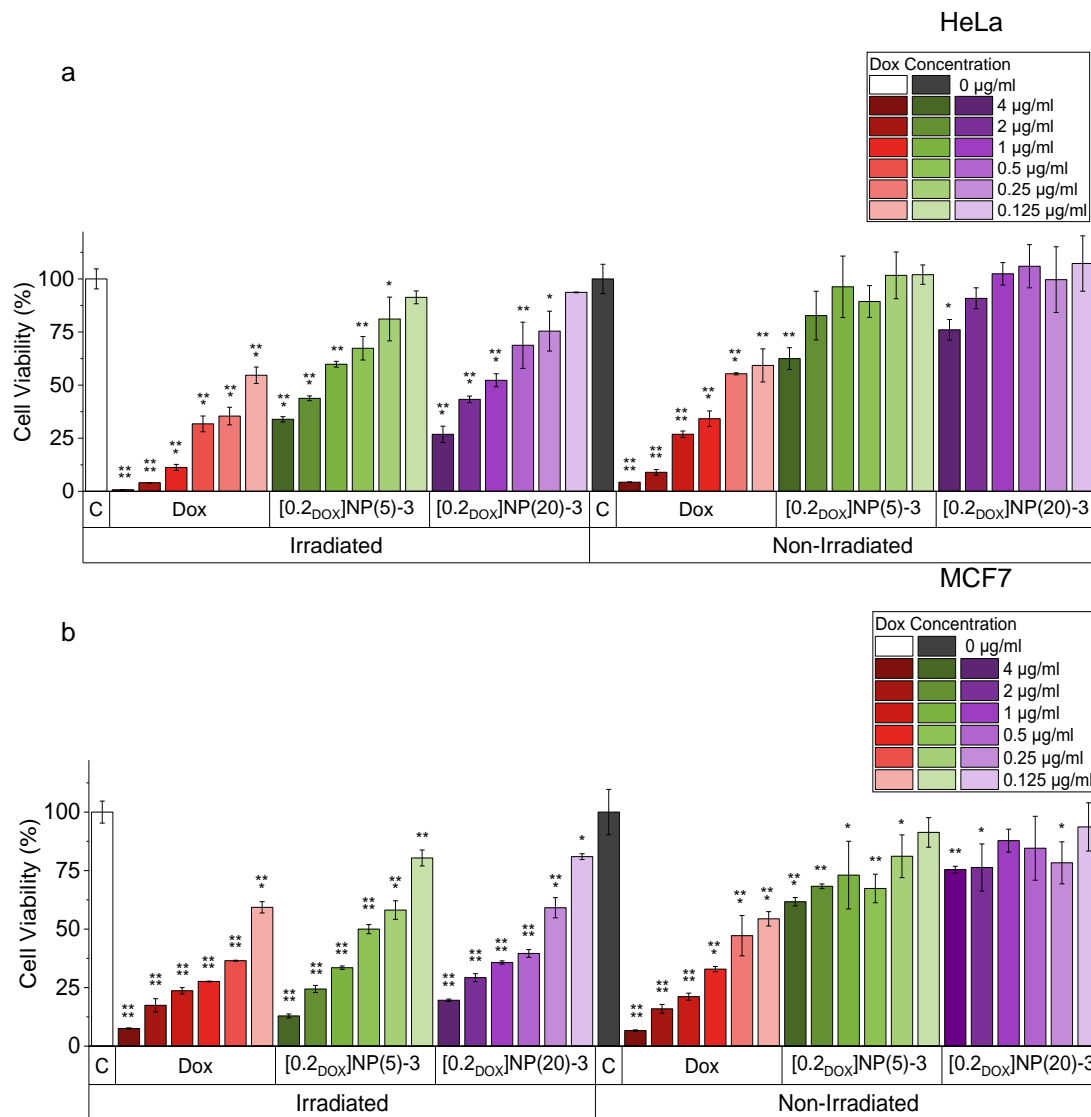 HeLa
a
Dox Concentration
0 µg/ml
4 µg/ml
2 µg/ml
1 µg/ml
0.5 µg/ml
0.25 µg/ml
0.125 µg/ml
Cell Viability (%)
100
75
50
25
0
** ** ** ** ** * ** * ** * ** * ** * ** * ** ** * ** * ** * ** * ** * ** ** ** ** ** ** ** * ** ** *
C Dox [0.2DOX]NP(5)-3 [0.2DOX]NP(20)-3 C Dox [0.2DOX]NP(5)-3 [0.2DOX]NP(20)-3
Irradiated Non-Irradiated
MCF7
b
Dox Concentration
0 µg/ml
4 µg/ml
2 µg/ml
1 µg/ml
0.5 µg/ml
0.25 µg/ml
0.125 µg/ml
Cell Viability (%)
100
75
50
25
0
** ** ** ** ** ** ** ** ** ** ** * ** ** ** ** ** ** ** ** ** * ** ** ** ** ** ** ** ** ** ** * * ** ** ** ** ** ** ** * ** * ** * ** * ** * ** * ** * ** * *
C Dox [0.2DOX]NP(5)-3 [0.2DOX]NP(20)-3 C Dox [0.2DOX]NP(5)-3 [0.2DOX]NP(20)-3
Irradiated Non-Irradiated